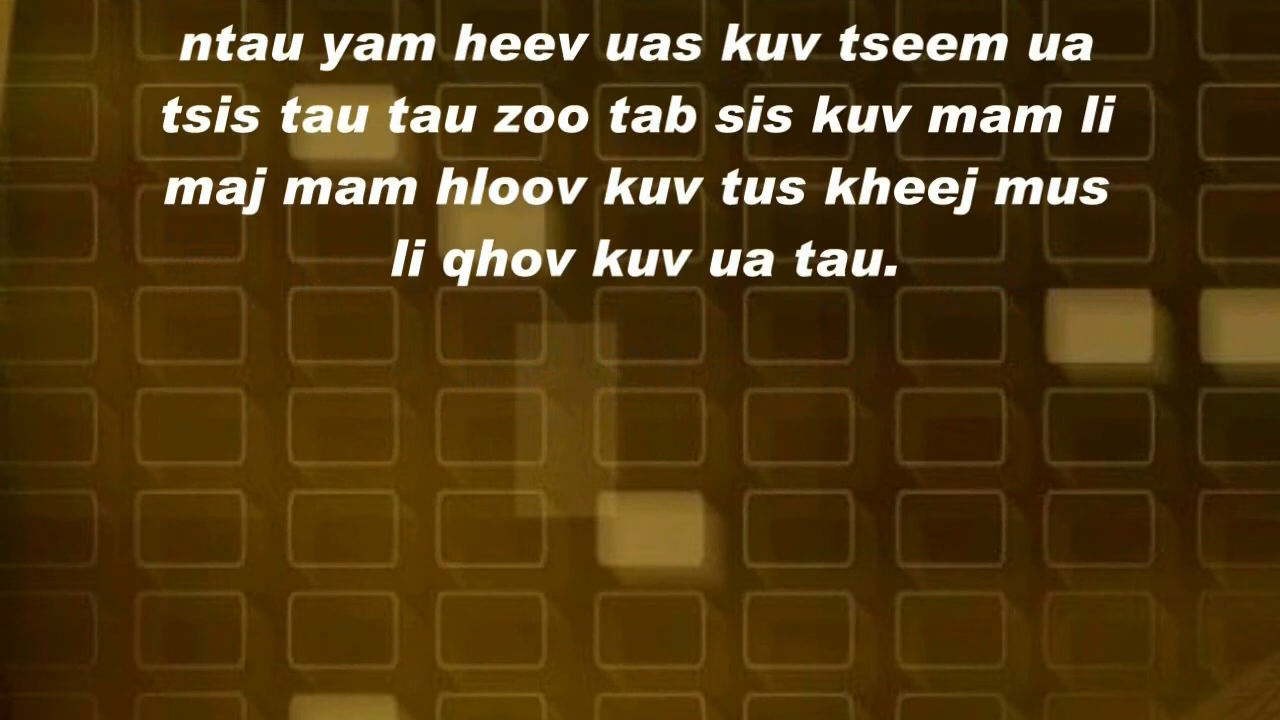 ntau yam heev uas kuv tseem ua
tsis tau tau zoo tab sis kuv mam li
maj mam hloov kuv tus kheej mus
li qhov kuv ua tau.